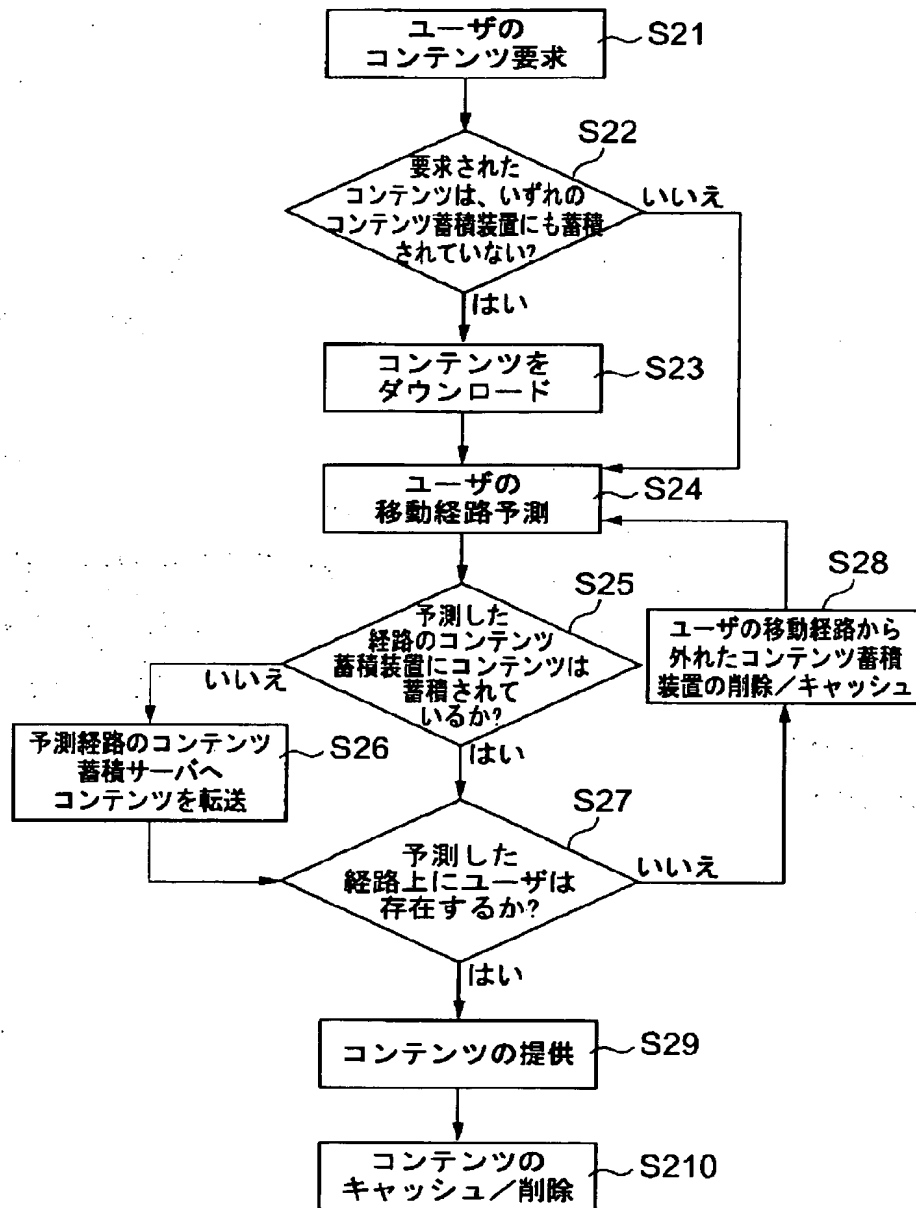 ユーザの
コンテンツ要求
S21
S22
要求された
コンテンツは、いずれの
コンテンツ蓄積装置にも蓄積
されていない?
いいえ
はい
コンテンツを
ダウンロード
S23
ユーザの
移動経路予測
S24
S25
予測した
経路のコンテンツ
蓄積装置にコンテンツは
蓄積されて
いるか?
いいえ
はい
S28
ユーザの移動経路から
外れたコンテンツ蓄積
装置の削除/キャッシュ
予測経路のコンテンツ
蓄積サーバへ
コンテンツを転送
S26
S27
予測した
経路上にユーザは
存在するか?
いいえ
はい
コンテンツの提供
S29
コンテンツの
キャッシュ/削除
S210